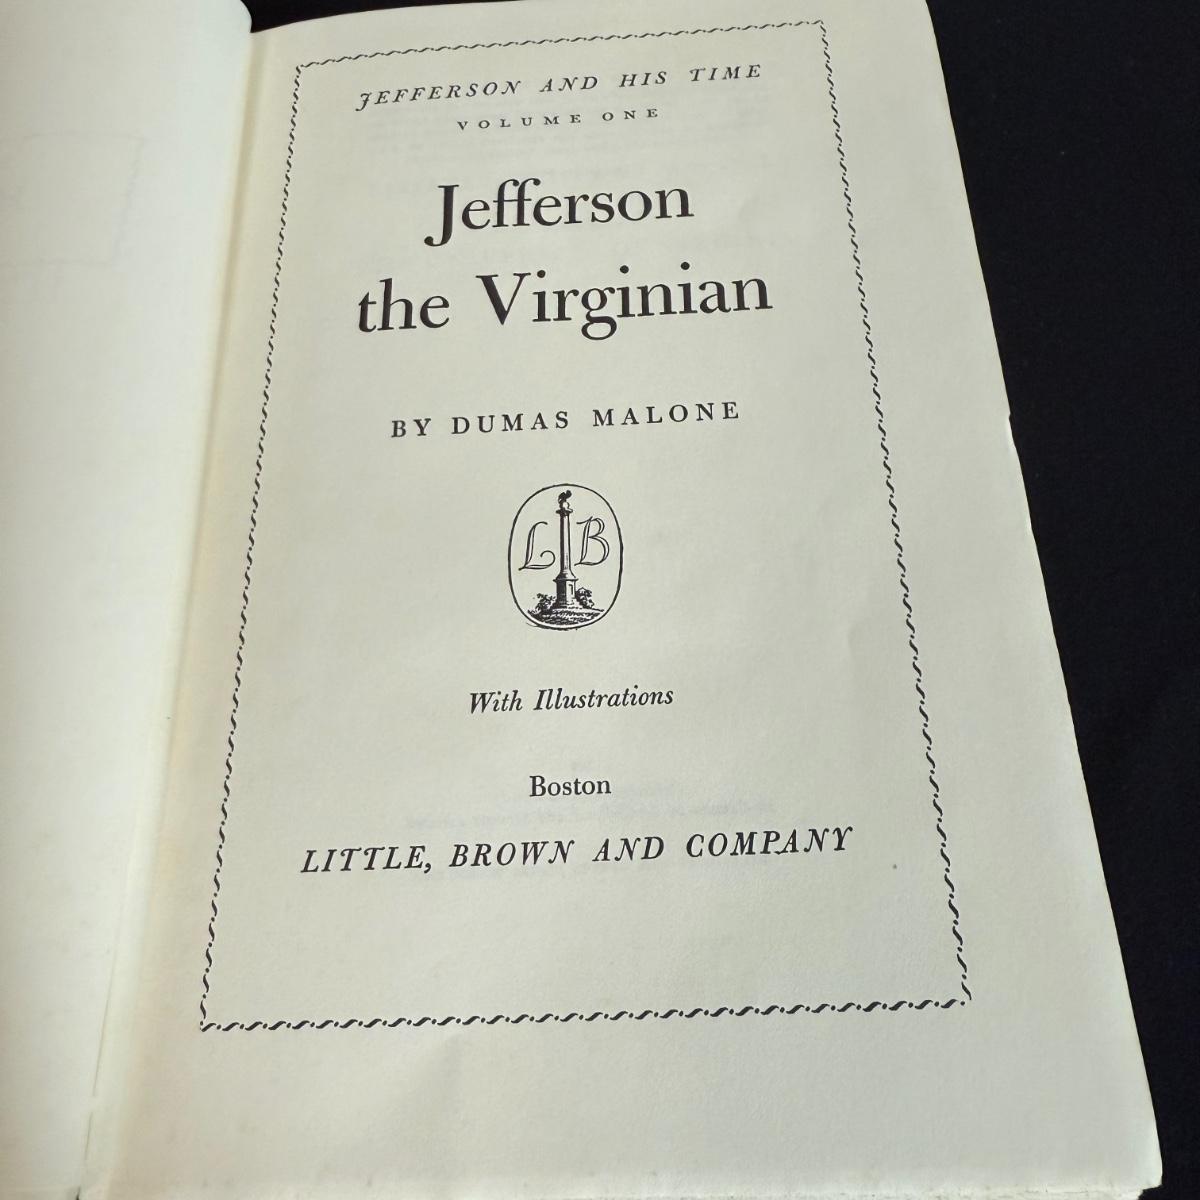 JEFFERSON AND HIS TIME
VOLUME ONE
Jefferson
the Virginian
BY DUMAS MALONE
L B
With Illustrations
Boston
LITTLE, BROWN AND COMPANY